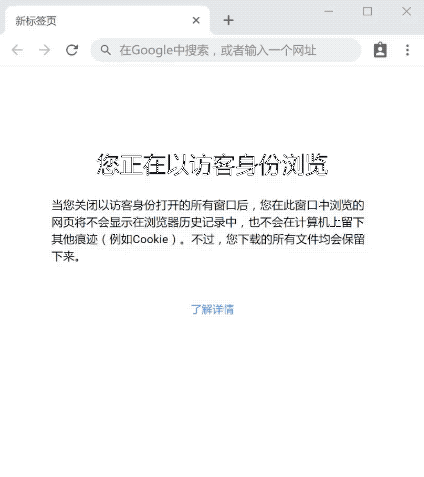 新标签页
在Google中搜索，或者输入一个网址
您正在以访客身份浏览
当您关闭以访客身份打开的所有窗口后，您在此窗口中浏览的
网页将不会显示在浏览器历史记录中，也不会在计算机上留下
其他痕迹（例如Cookie）。不过，您下载的所有文件均会保留
下来。
了解详情